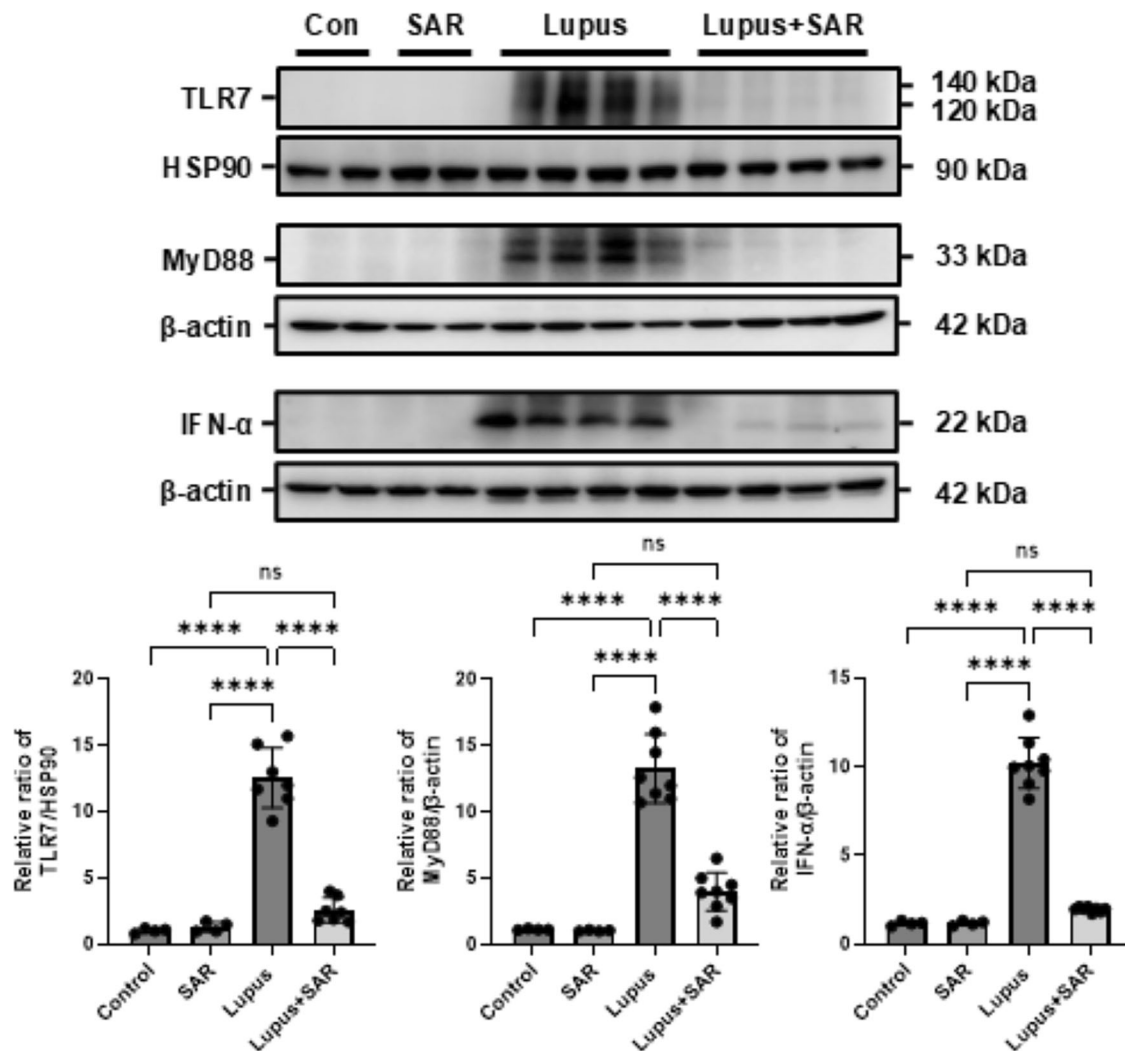 Con SAR Lupus Lupus+SAR
TLR7 140 kDa
120 kDa
HSP90 90 kDa
MyD88 33 kDa
β-actin 42 kDa
IFN-α 22 kDa
β-actin 42 kDa
ns
**** ****
****
20
15
10
5
0
Relative ratio of
TLR7/HSP90
Control SAR Lupus Lupus+SAR
ns
**** ****
****
20
15
10
5
0
Relative ratio of
MyD88/β-actin
Control SAR Lupus Lupus+SAR
ns
**** ****
****
15
10
5
0
Relative ratio of
IFN-α/β-actin
Control SAR Lupus Lupus+SAR